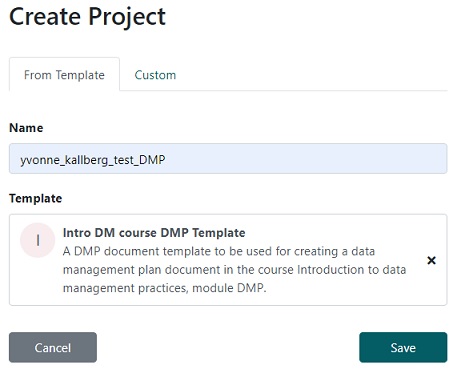 Create Project
From Template
Custom
Name
yvonne_kallberg_test_DMP
Template
I
Intro DM course DMP Template
A DMP document template to be used for creating a data
management plan document in the course Introduction to data
management practices, module DMP.
×
Cancel
Save